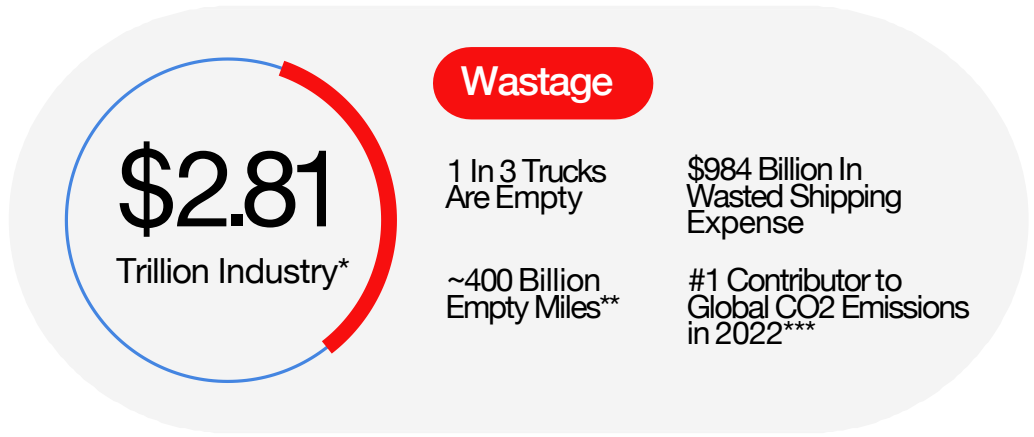 $2.81
Trillion Industry*
Wastage
1 In 3 Trucks
Are Empty
$984 Billion In
Wasted Shipping
Expense
~400 Billion
Empty Miles**
#1 Contributor to
Global CO2 Emissions
in 2022***